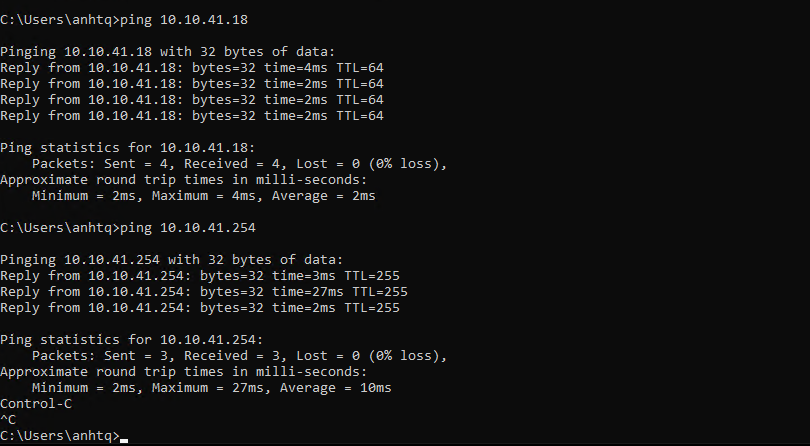 C:\Users\anhtq>ping 10.10.41.18
Pinging 10.10.41.18 with 32 bytes of data:
Reply from 10.10.41.18: bytes=32 time=4ms TTL=64
Reply from 10.10.41.18: bytes=32 time=2ms TTL=64
Reply from 10.10.41.18: bytes=32 time=2ms TTL=64
Reply from 10.10.41.18: bytes=32 time=2ms TTL=64
Ping statistics for 10.10.41.18:
    Packets: Sent = 4, Received = 4, Lost = 0 (0% loss),
Approximate round trip times in milli-seconds:
    Minimum = 2ms, Maximum = 4ms, Average = 2ms
C:\Users\anhtq>ping 10.10.41.254
Pinging 10.10.41.254 with 32 bytes of data:
Reply from 10.10.41.254: bytes=32 time=3ms TTL=255
Reply from 10.10.41.254: bytes=32 time=27ms TTL=255
Reply from 10.10.41.254: bytes=32 time=2ms TTL=255
Ping statistics for 10.10.41.254:
    Packets: Sent = 3, Received = 3, Lost = 0 (0% loss),
Approximate round trip times in milli-seconds:
    Minimum = 2ms, Maximum = 27ms, Average = 10ms
Control-C
^C
C:\Users\anhtq>